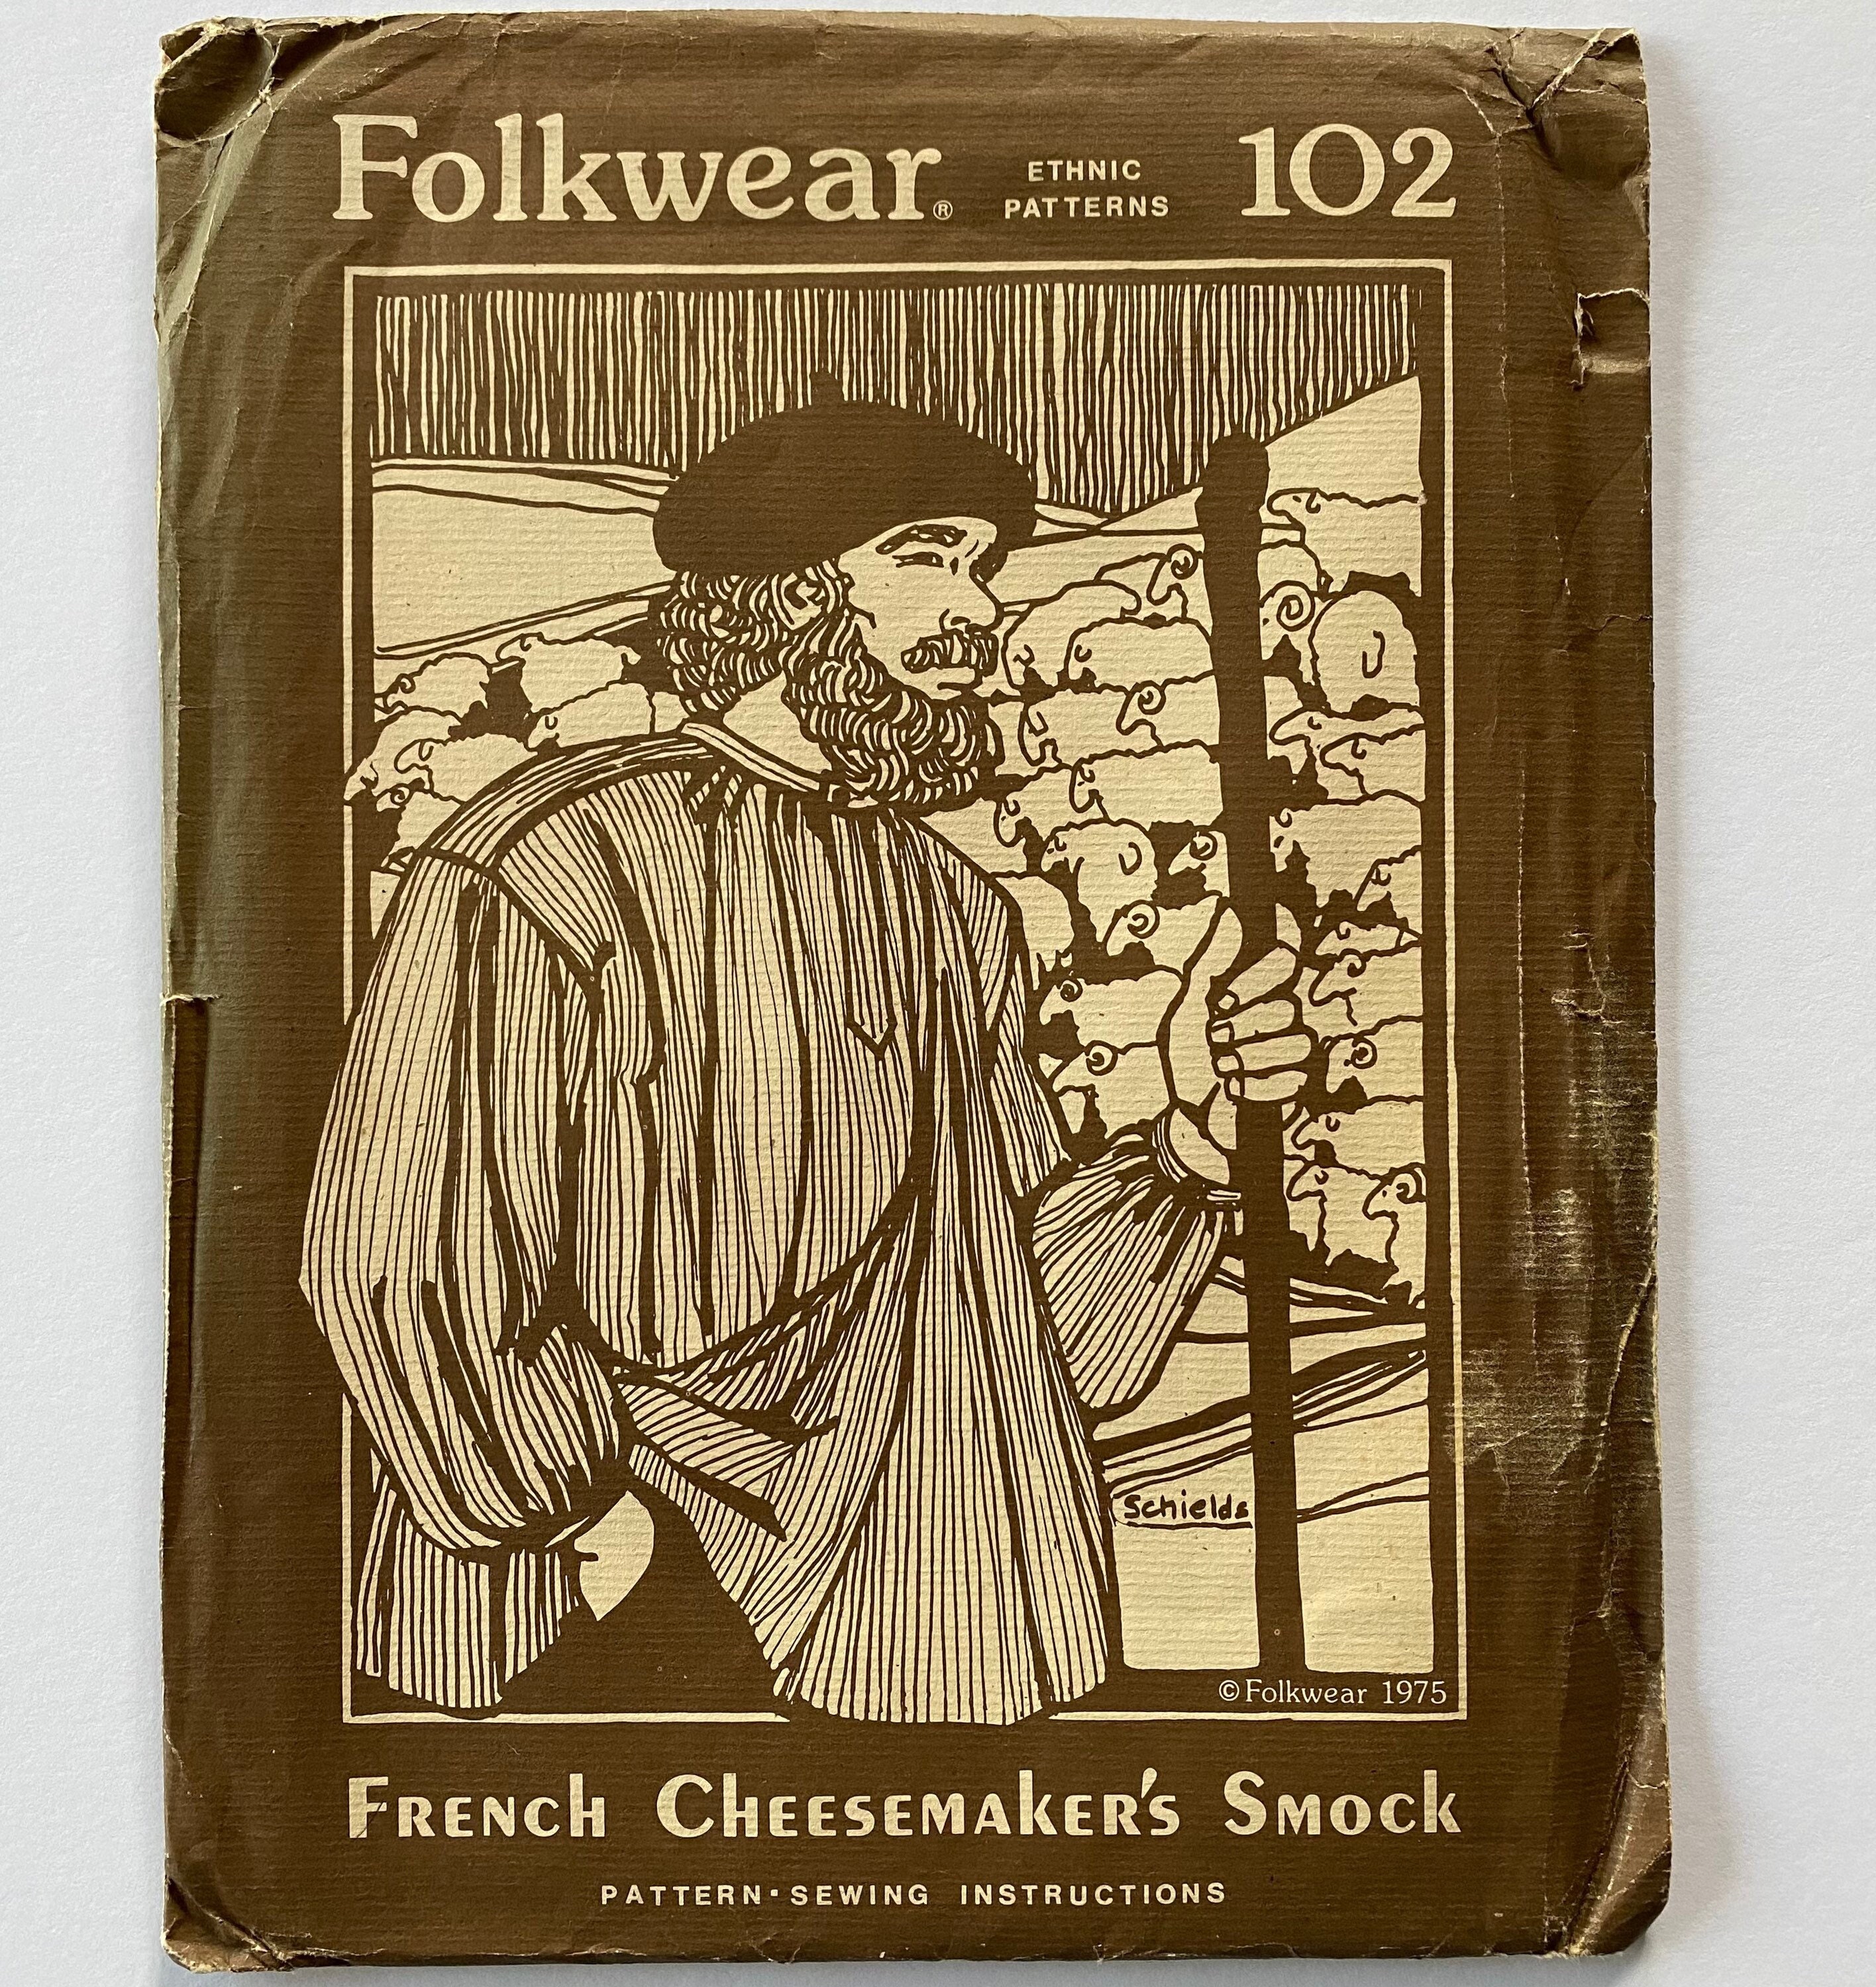 Folkwear® ETHNIC PATTERNS 102
Schields
©Folkwear 1975
FRENCH CHEESEMAKER'S SMOCK
PATTERN · SEWING INSTRUCTIONS